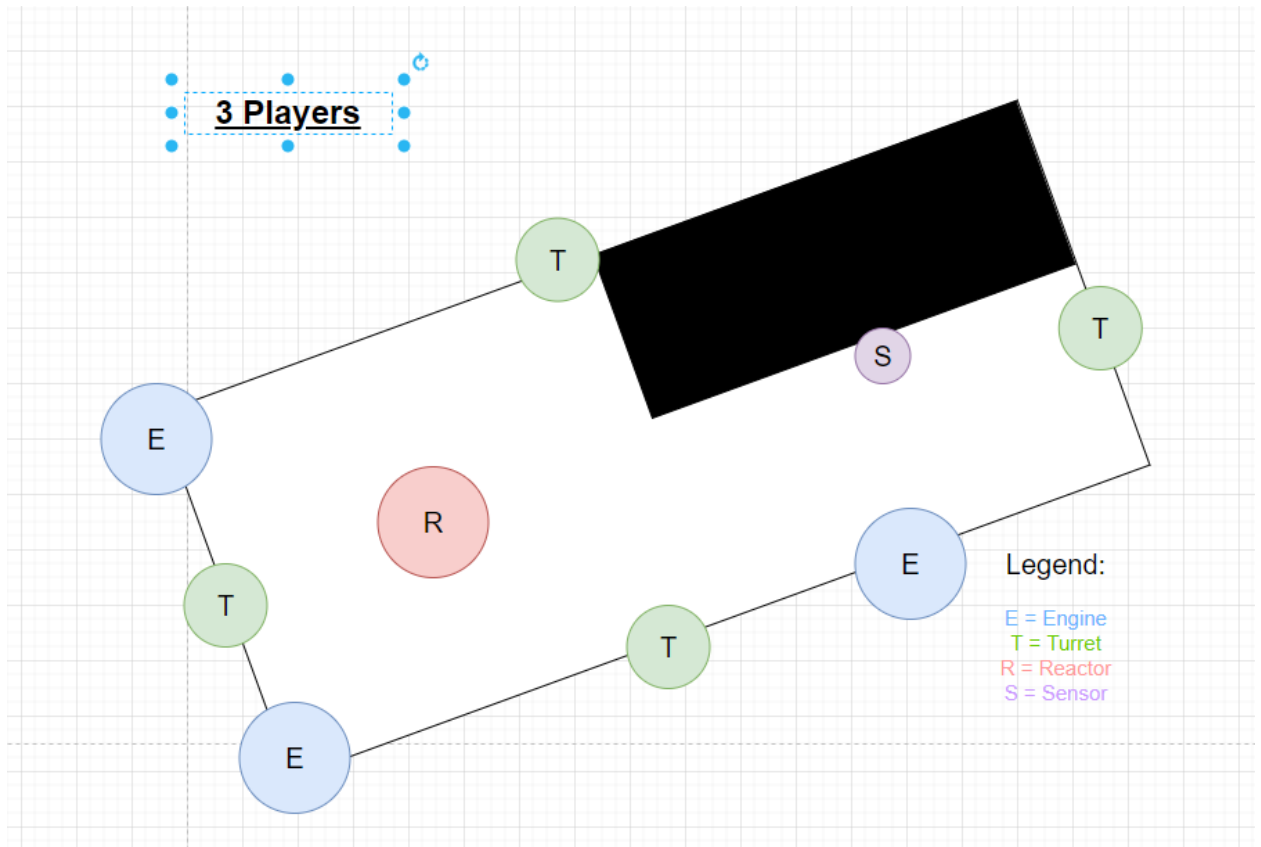 3 Players
T
T
S
E
R
E
T
T
E
Legend:
E = Engine
T = Turret
R = Reactor
S = Sensor